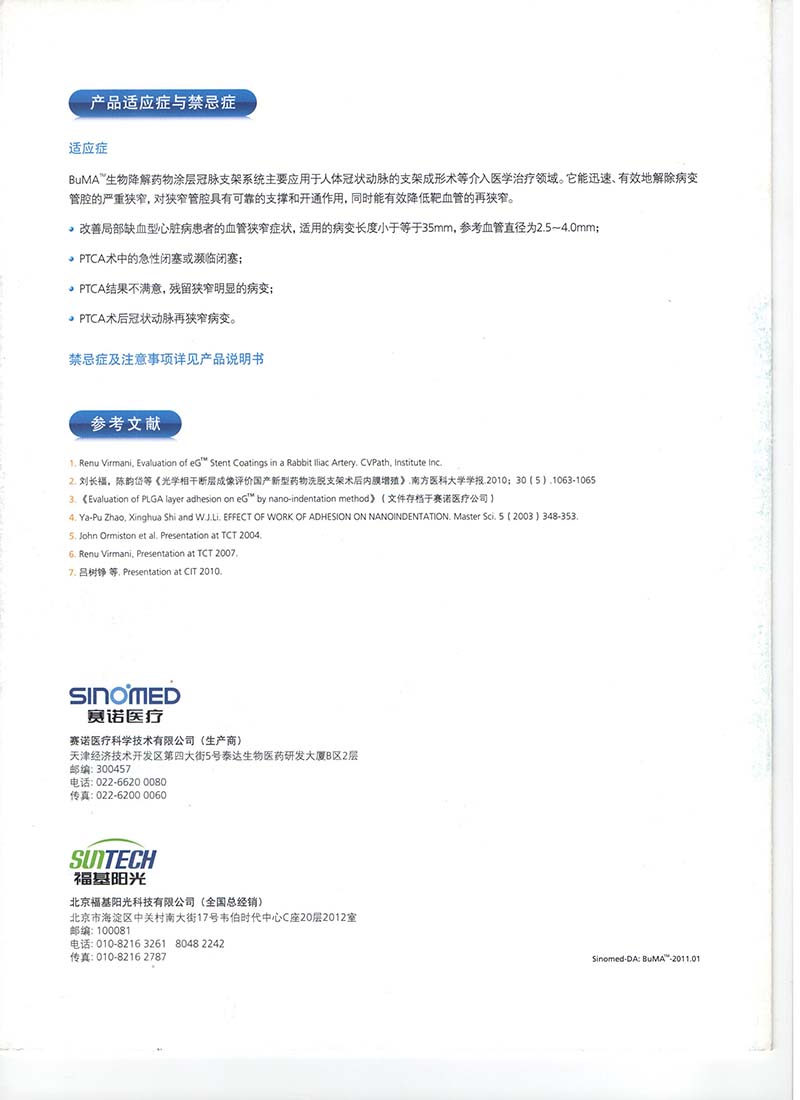 产品适应症与禁忌症
适应症
BuMA™生物降解药物涂层冠脉支架系统主要应用于人体冠状动脉的支架成形术等介入医学治疗领域。它能迅速、有效地解除病变
管腔的严重狭窄，对狭窄管腔具有可靠的支撑和开通作用，同时能有效降低靶血管的再狭窄。
改善局部缺血型心脏病患者的血管狭窄症状，适用的病变长度小于等于35mm，参考血管直径为2.5~4.0mm；
PTCA术中的急性闭塞或濒临闭塞；
PTCA结果不满意，残留狭窄明显的病变；
PTCA术后冠状动脉再狭窄病变。
禁忌症及注意事项详见产品说明书
参考文献
1. Renu Virmani, Evaluation of eG™ Stent Coatings in a Rabbit Iliac Artery. CVPath, Institute Inc.
2. 刘长福，陈韵岱等《光学相干断层成像评价国产新型药物洗脱支架术后内膜增殖》.南方医科大学学报.2010；30（5）.1063-1065
3. 《Evaluation of PLGA layer adhesion on eG™ by nano-indentation method》（文件存档于赛诺医疗公司）
4. Ya-Pu Zhao, Xinghua Shi and W.J.Li. EFFECT OF WORK OF ADHESION ON NANOINDENTATION. Master Sci. 5（2003）348-353.
5. John Ormiston et al. Presentation at TCT 2004.
6. Renu Virmani, Presentation at TCT 2007.
7. 吕树铮 等. Presentation at CIT 2010.
SINOMED
赛诺医疗
赛诺医疗科学技术有限公司（生产商）
天津经济技术开发区第四大街5号泰达生物医药研发大厦B区2层
邮编: 300457
电话: 022-6620 0080
传真: 022-6200 0060
SUNTECH
福基阳光
北京福基阳光科技有限公司（全国总经销）
北京市海淀区中关村南大街17号韦伯时代中心C座20层2012室
邮编: 100081
电话: 010-8216 3261 8048 2242
传真: 010-8216 2787
Sinomed-DA: BuMA™-2011.01